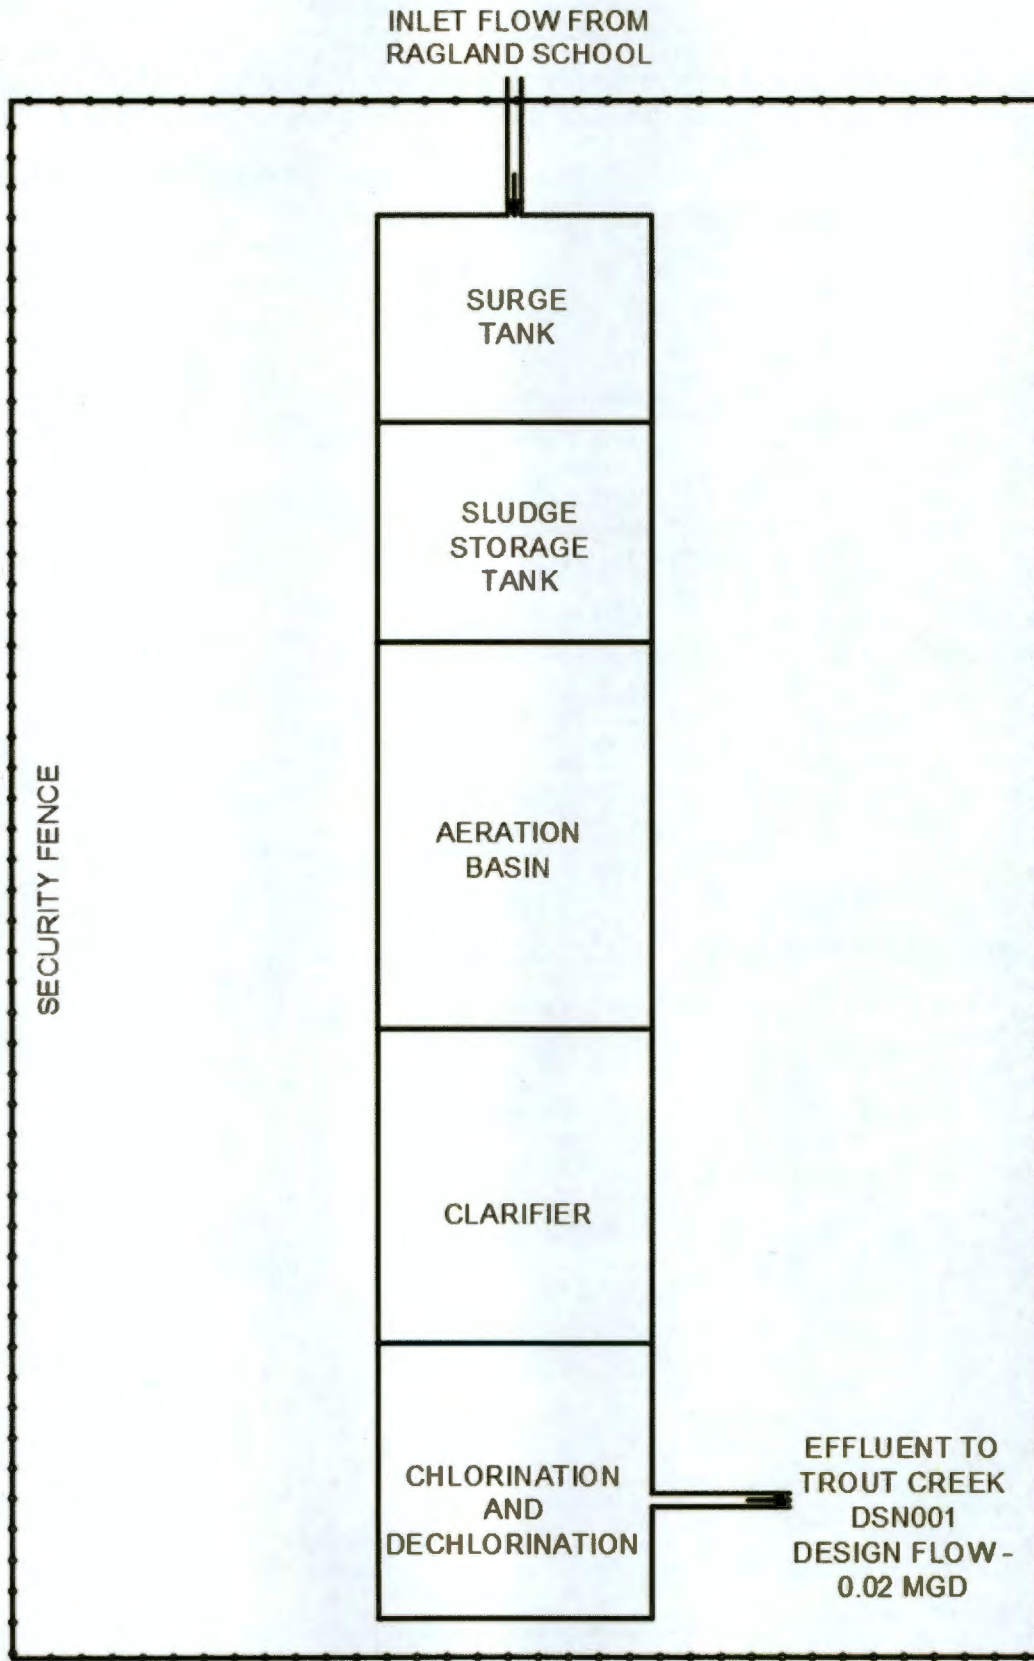 INLET FLOW FROM
RAGLAND SCHOOL
SURGE
TANK
SLUDGE
STORAGE
TANK
AERATION
BASIN
SECURITY FENCE
CLARIFIER
CHLORINATION
AND
DECHLORINATION
EFFLUENT TO
TROUT CREEK
DSN001
DESIGN FLOW -
0.02 MGD